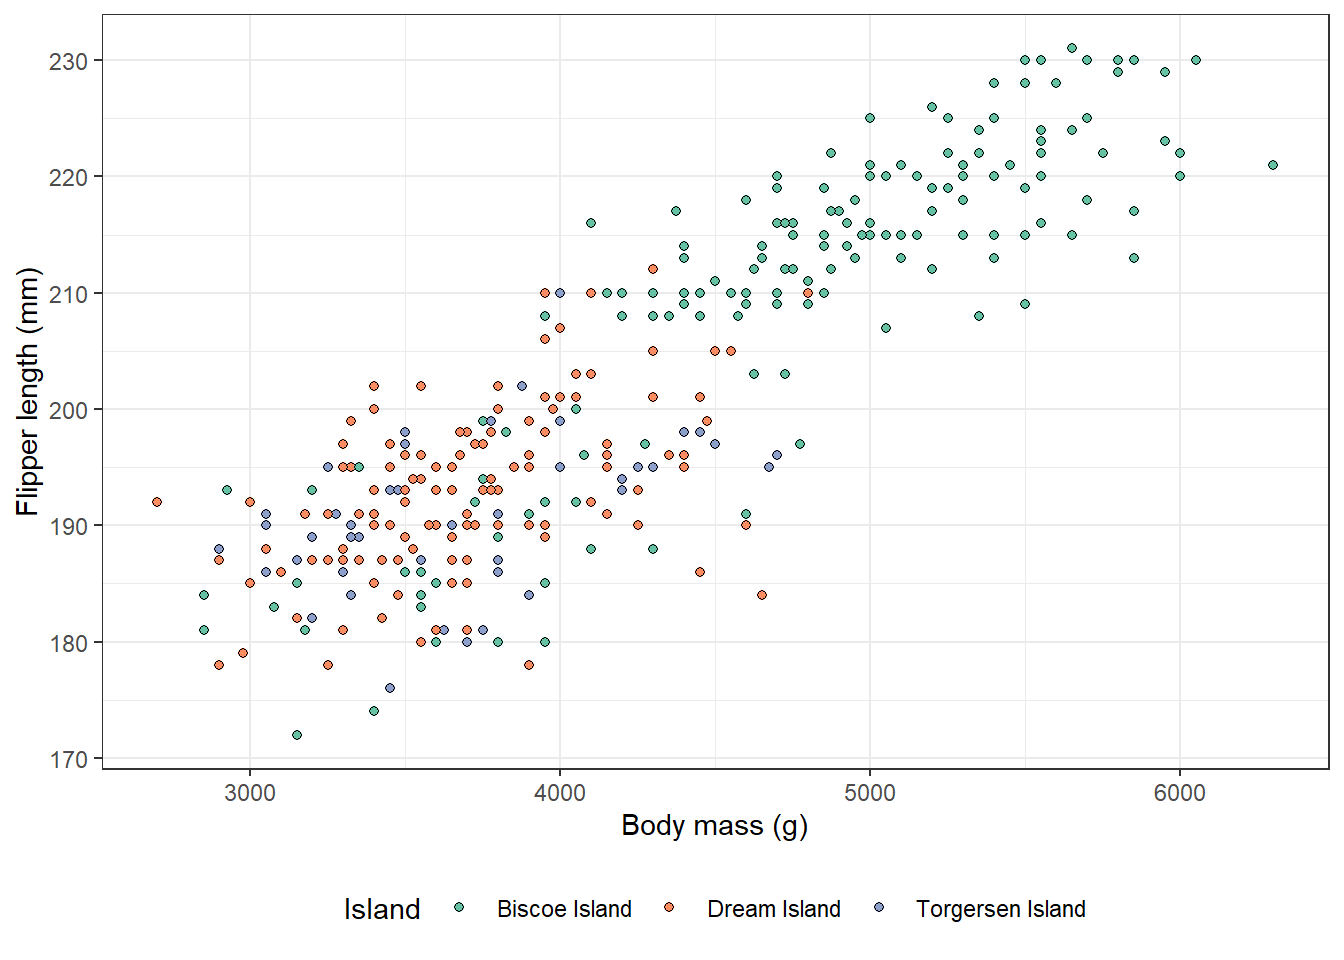 230
220
210
200
190
180
170
Flipper length (mm)
3000 4000 5000 6000
Body mass (g)
Island Biscoe Island Dream Island Torgersen Island